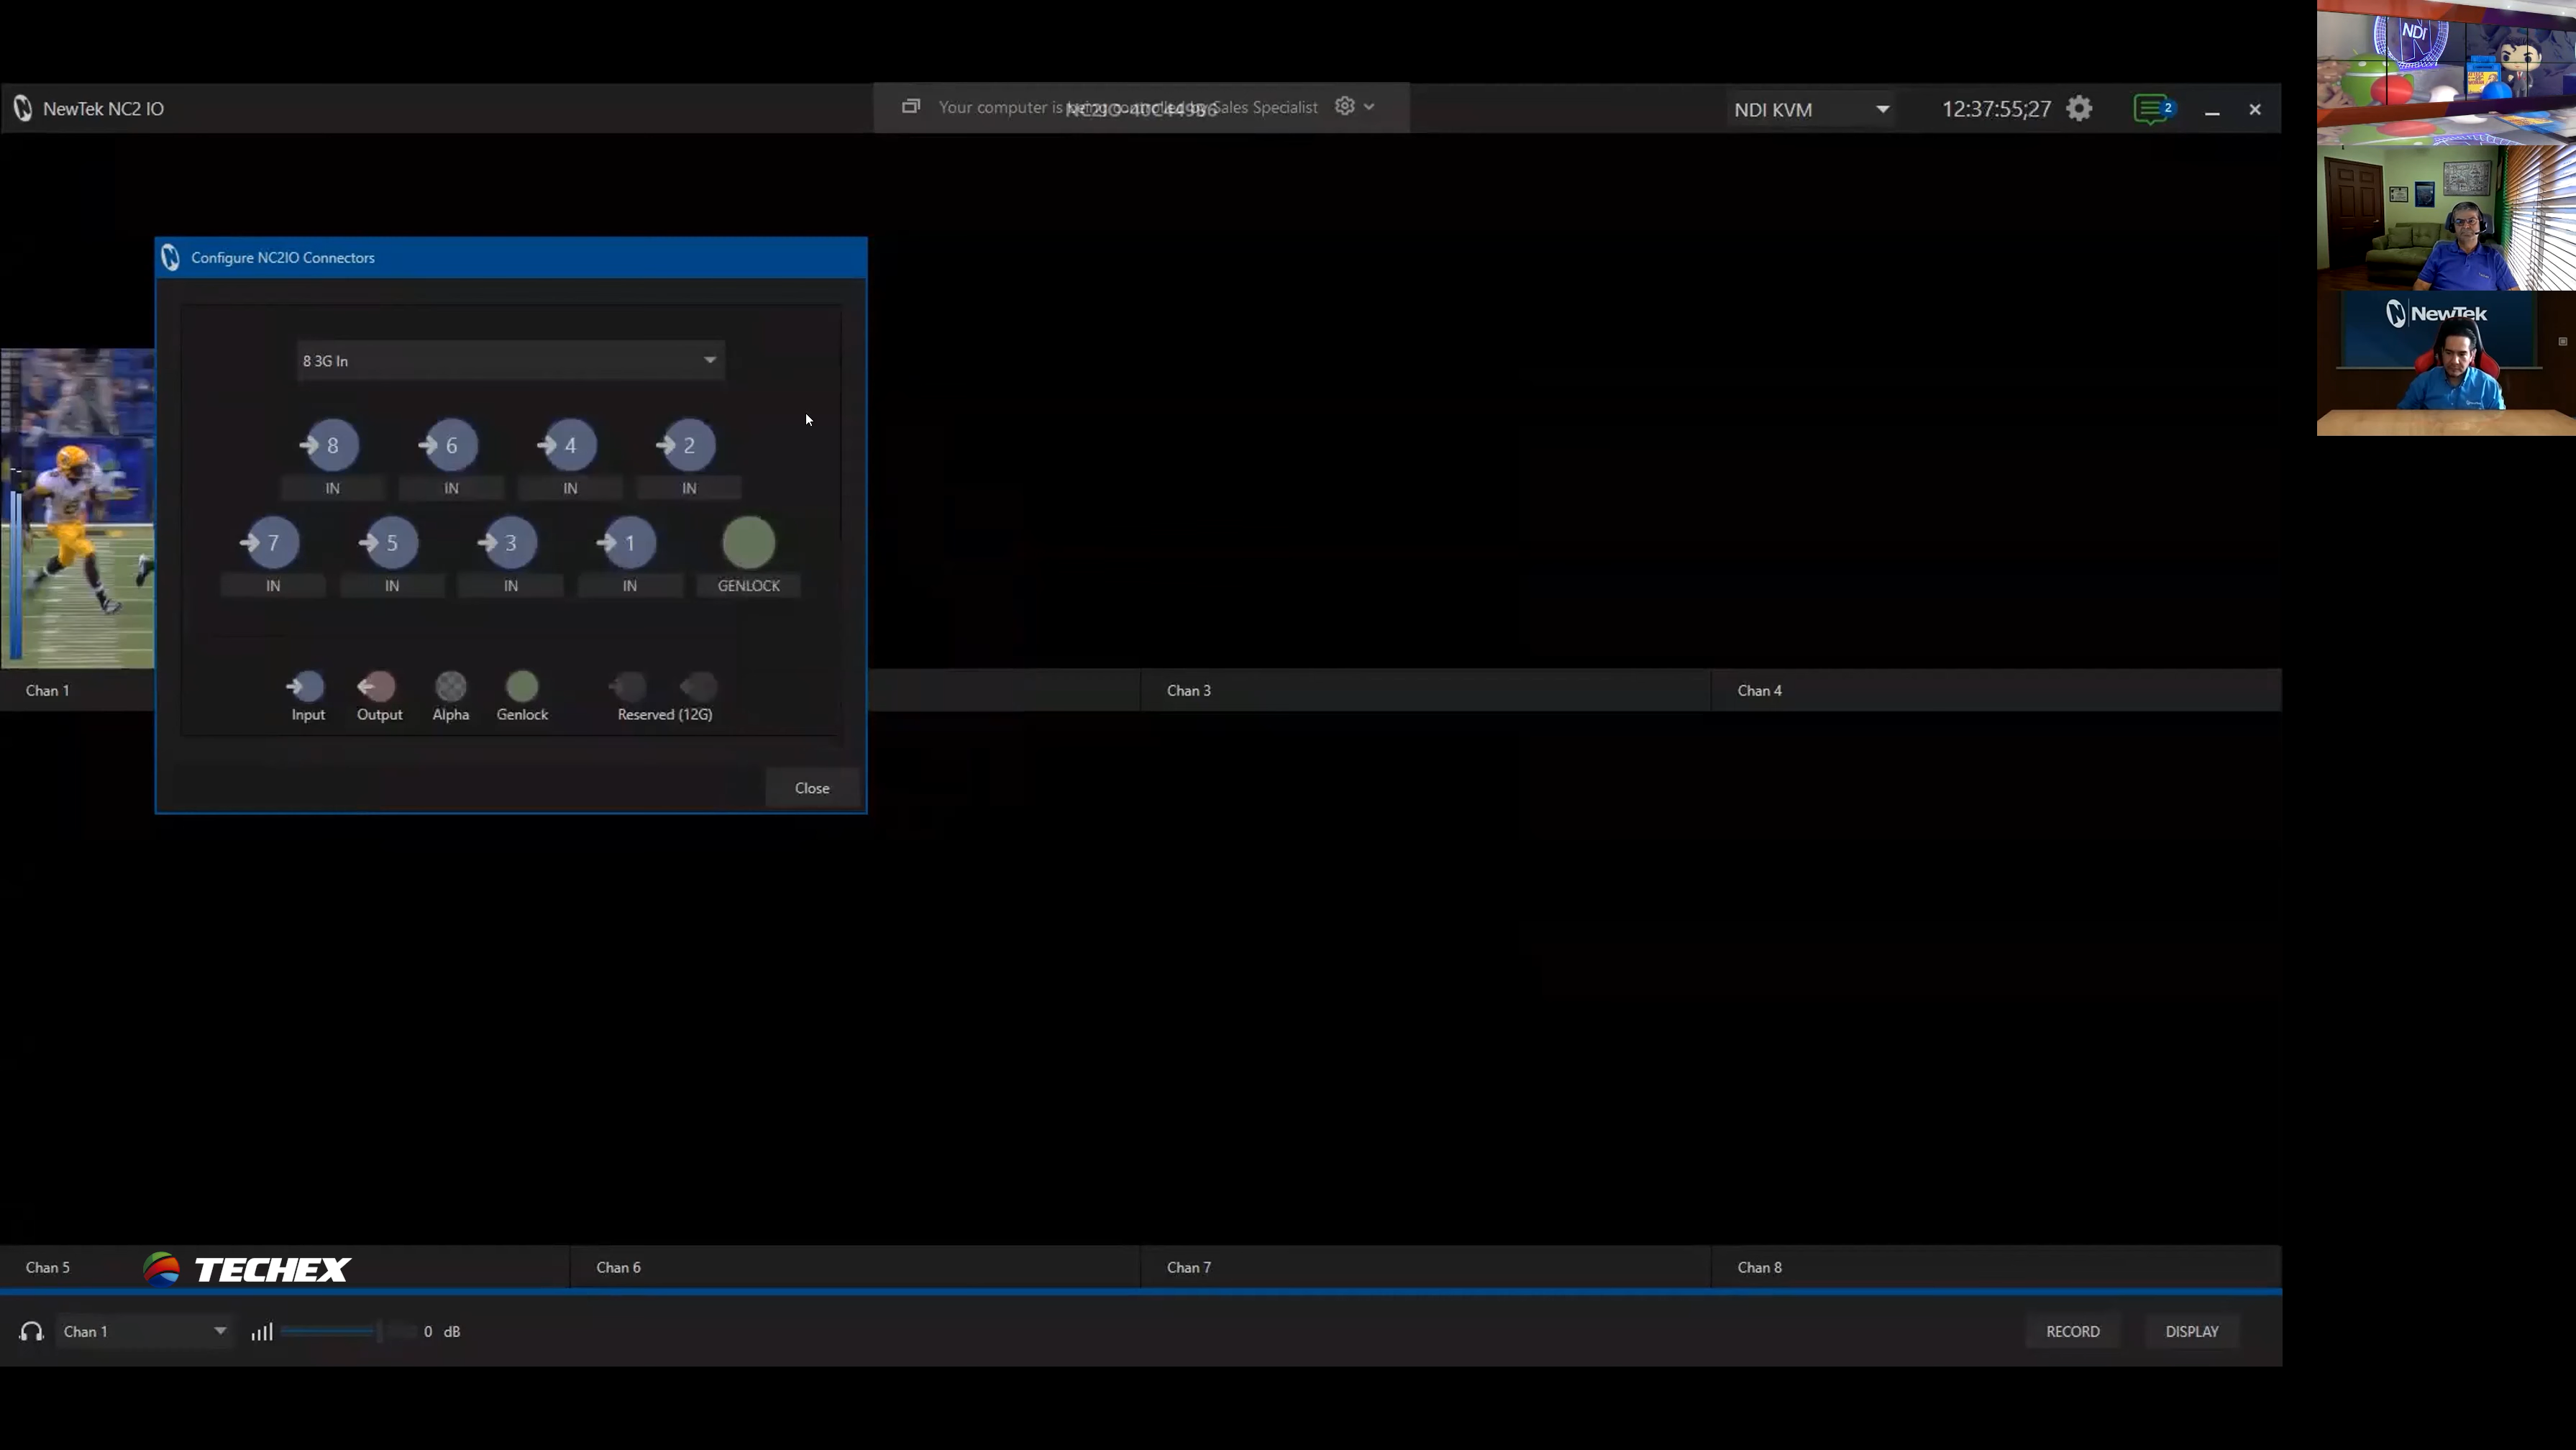 NewTek NC2 IO
Your computer is being controlled by Sales Specialist
NDI KVM
12:37:55;27
2
NDI
NewTek
Configure NC2IO Connectors
8 3G In
8 6 4 2
IN IN IN IN
7 5 3 1
IN IN IN IN GENLOCK
Input Output Alpha Genlock Reserved (12G)
Close
Chan 1
Chan 3
Chan 4
Chan 5
TECHEX
Chan 6
Chan 7
Chan 8
Chan 1
0 dB
RECORD
DISPLAY